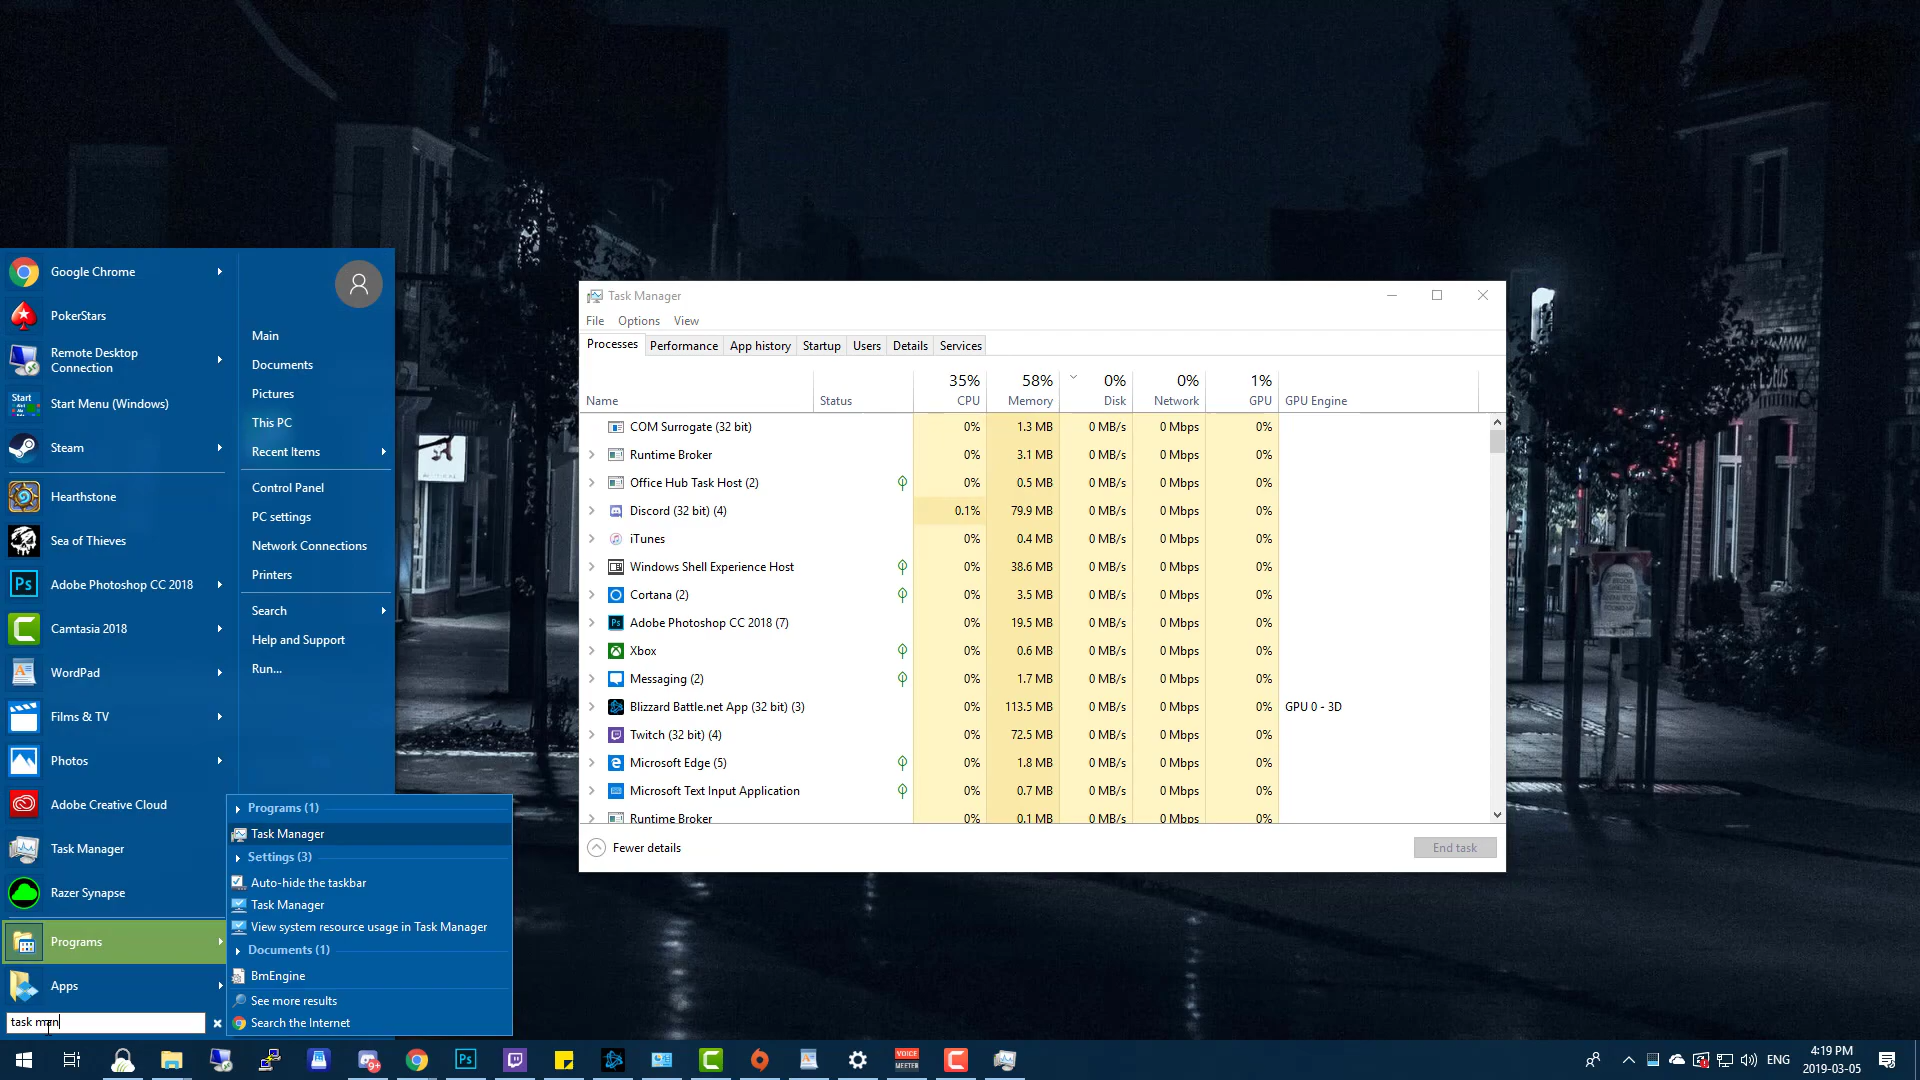 Google Chrome
PokerStars
Remote Desktop
Connection
Start
Start Menu (Windows)
Steam
Hearthstone
Sea of Thieves
Ps
Adobe Photoshop CC 2018
Camtasia 2018
WordPad
Films & TV
Photos
Adobe Creative Cloud
Task Manager
Razer Synapse
Programs
Apps
task man
Main
Documents
Pictures
This PC
Recent Items
Control Panel
PC settings
Network Connections
Printers
Search
Help and Support
Run...
Programs (1)
Task Manager
Settings (3)
Auto-hide the taskbar
Task Manager
View system resource usage in Task Manager
Documents (1)
BmEngine
See more results
Search the Internet
Task Manager
File Options View
Processes Performance App history Startup Users Details Services
35% 58% 0% 0% 1%
Name Status CPU Memory Disk Network GPU GPU Engine
COM Surrogate (32 bit) 0% 1.3 MB 0 MB/s 0 Mbps 0%
Runtime Broker 0% 3.1 MB 0 MB/s 0 Mbps 0%
Office Hub Task Host (2) 0% 0.5 MB 0 MB/s 0 Mbps 0%
Discord (32 bit) (4) 0.1% 79.9 MB 0 MB/s 0 Mbps 0%
iTunes 0% 0.4 MB 0 MB/s 0 Mbps 0%
Windows Shell Experience Host 0% 38.6 MB 0 MB/s 0 Mbps 0%
Cortana (2) 0% 3.5 MB 0 MB/s 0 Mbps 0%
Adobe Photoshop CC 2018 (7) 0% 19.5 MB 0 MB/s 0 Mbps 0%
Xbox 0% 0.6 MB 0 MB/s 0 Mbps 0%
Messaging (2) 0% 1.7 MB 0 MB/s 0 Mbps 0%
Blizzard Battle.net App (32 bit) (3) 0% 113.5 MB 0 MB/s 0 Mbps 0% GPU 0 - 3D
Twitch (32 bit) (4) 0% 72.5 MB 0 MB/s 0 Mbps 0%
Microsoft Edge (5) 0% 1.8 MB 0 MB/s 0 Mbps 0%
Microsoft Text Input Application 0% 0.7 MB 0 MB/s 0 Mbps 0%
Runtime Broker 0% 0.1 MB 0 MB/s 0 Mbps 0%
Fewer details End task
9+
Ps
VOICE
MEETER
ENG
4:19 PM
2019-03-05